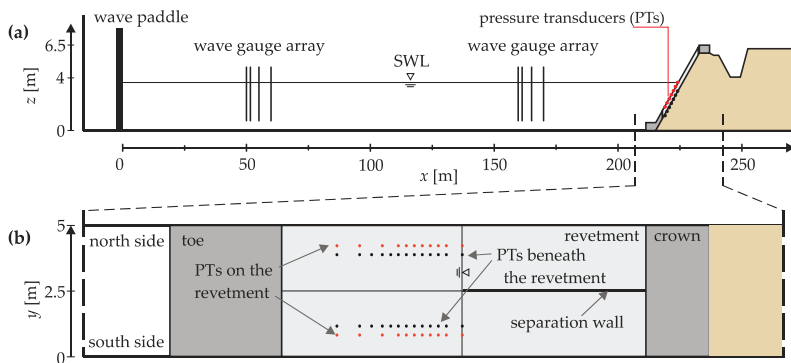 wave paddle
pressure transducers (PTs)
(a)
6.5
wave gauge array
SWL
wave gauge array
4
z [m]
0
0
50
100
150
200
250
x [m]
(b)
5
north side
toe
revetment
crown
PTs on the
revetment
PTs beneath
the revetment
2.5
y [m]
separation wall
south side
0